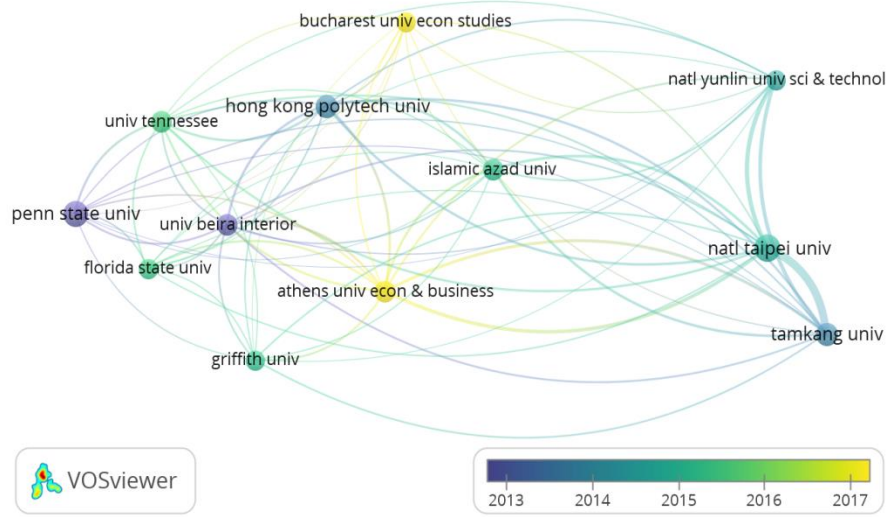 bucharest univ econ studies
natl yunlin univ sci & technol
hong kong polytech univ
univ tennessee
islamic azad univ
penn state univ
univ beira interior
natl taipei univ
florida state univ
athens univ econ & business
tamkang univ
griffith univ
VOSviewer
2013 2014 2015 2016 2017